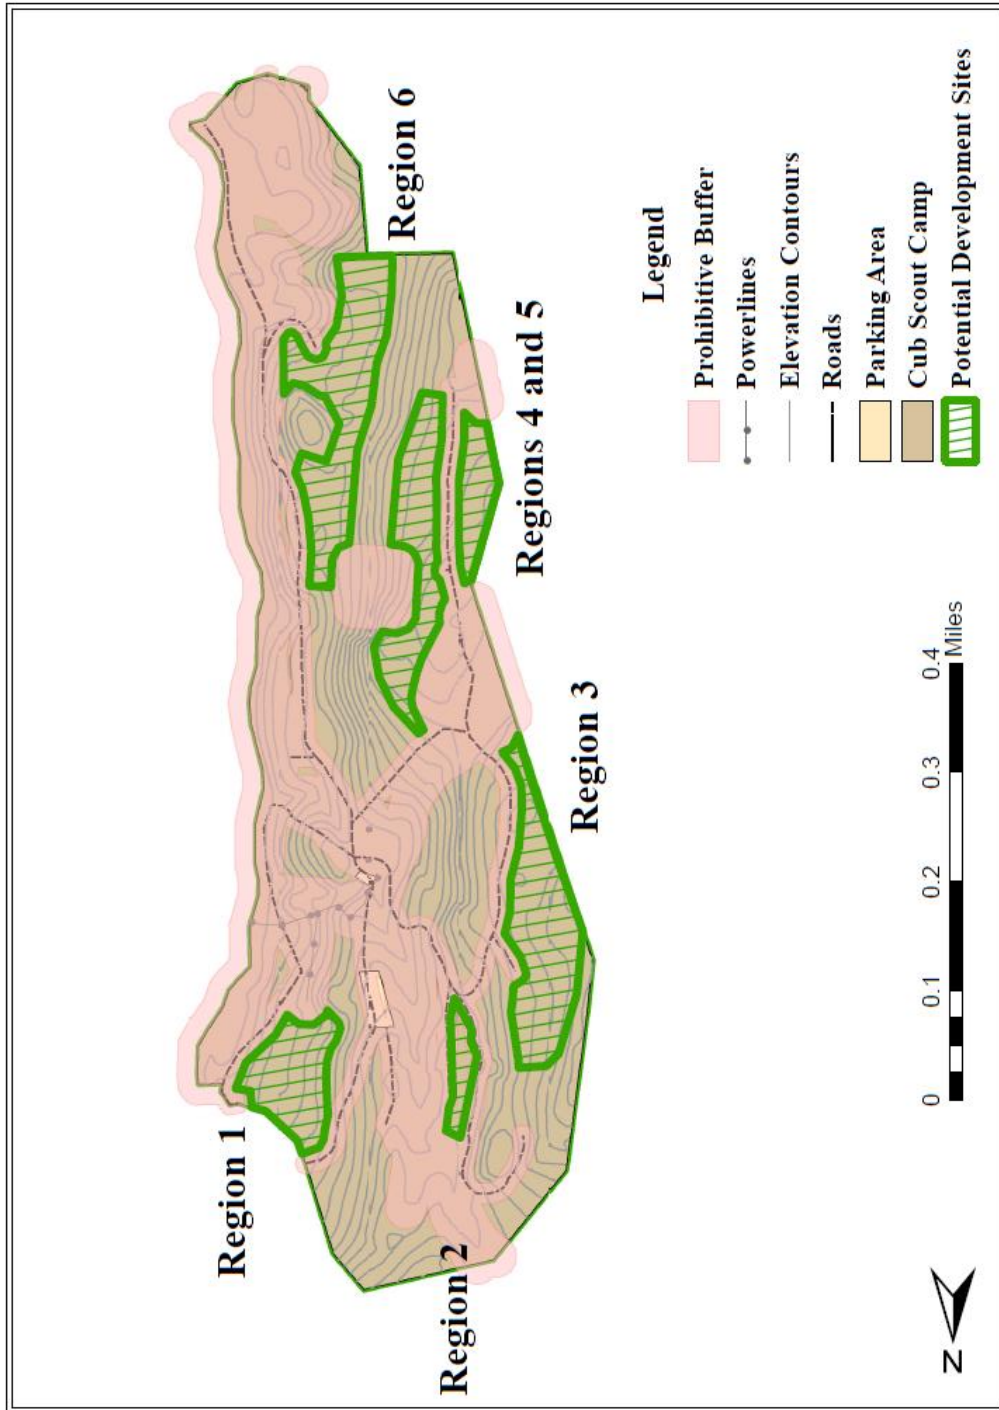 Region 1
Region 2
Region 3
Regions 4 and 5
Region 6
Legend
Prohibitive Buffer
Powerlines
Elevation Contours
Roads
Parking Area
Cub Scout Camp
Potential Development Sites
0 0.1 0.2 0.3 0.4
Miles
N